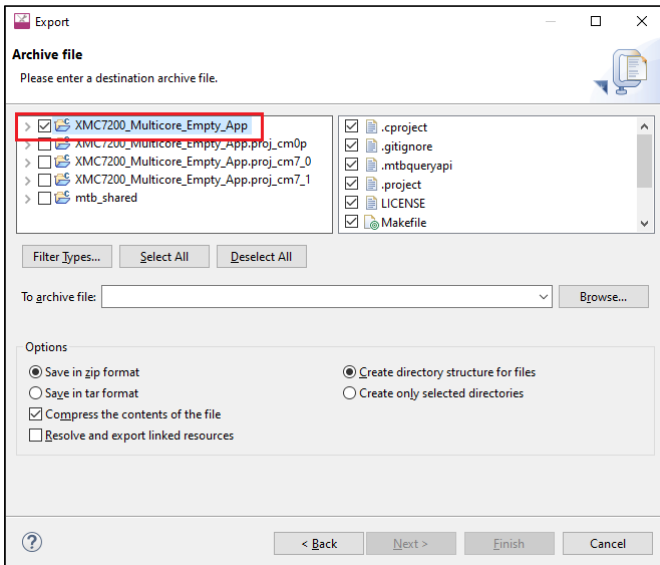 Export
Archive file
Please enter a destination archive file.
XMC7200_Multicore_Empty_App
XMC7200_Multicore_Empty_App.proj_cm0p
XMC7200_Multicore_Empty_App.proj_cm7_0
XMC7200_Multicore_Empty_App.proj_cm7_1
mtb_shared
.cproject
.gitignore
.mtbqueryapi
.project
LICENSE
Makefile
Filter Types... Select All Deselect All
To archive file: Browse...
Options
Save in zip format Create directory structure for files
Save in tar format Create only selected directories
Compress the contents of the file
Resolve and export linked resources
? < Back Next > Finish Cancel